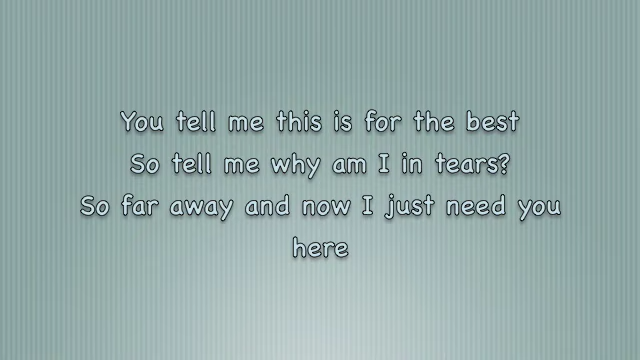 You tell me this is for the best
So tell me why am I in tears?
So far away and now I just need you
here